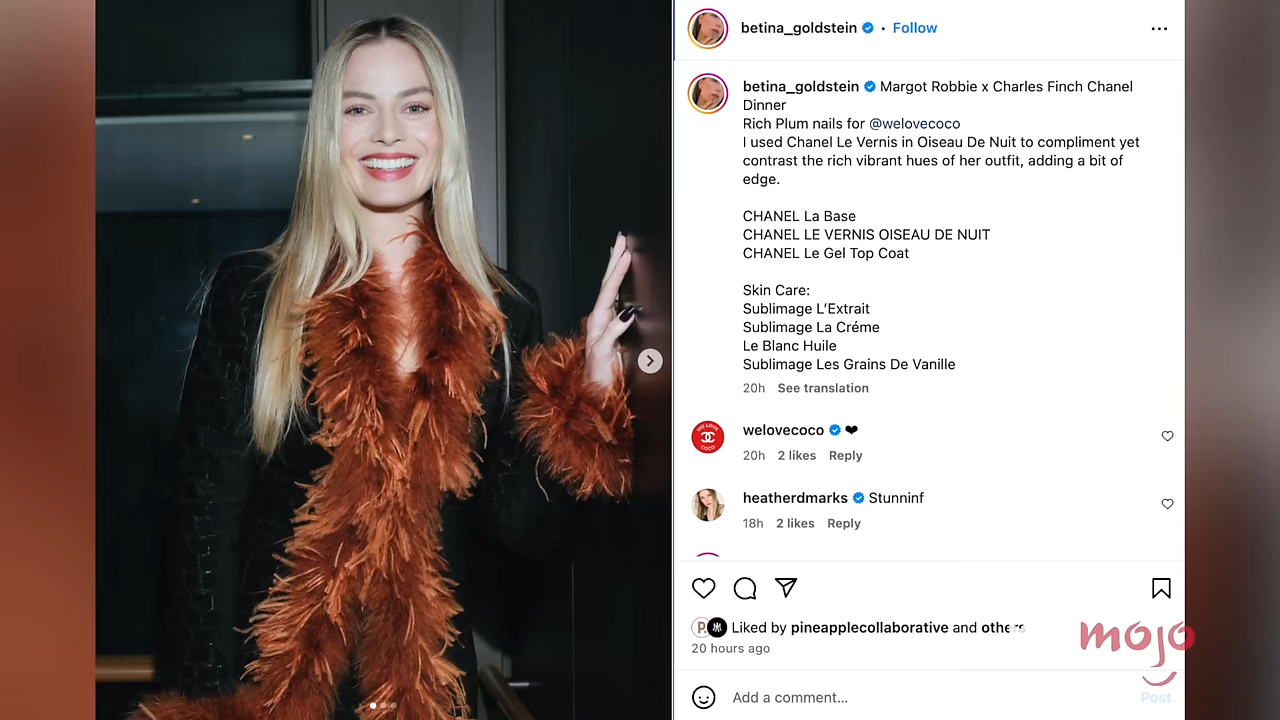 betina_goldstein • Follow
betina_goldstein Margot Robbie x Charles Finch Chanel
Dinner
Rich Plum nails for @welovecoco
I used Chanel Le Vernis in Oiseau De Nuit to compliment yet
contrast the rich vibrant hues of her outfit, adding a bit of
edge.
CHANEL La Base
CHANEL LE VERNIS OISEAU DE NUIT
CHANEL Le Gel Top Coat
Skin Care:
Sublimage L’Extrait
Sublimage La Créme
Le Blanc Huile
Sublimage Les Grains De Vanille
20h See translation
WE LOVE
COCO
welovecoco ❤
20h 2 likes Reply
heatherdmarks Stunninf
18h 2 likes Reply
Liked by pineapplecollaborative and others
20 hours ago
mojo
Add a comment...
Post